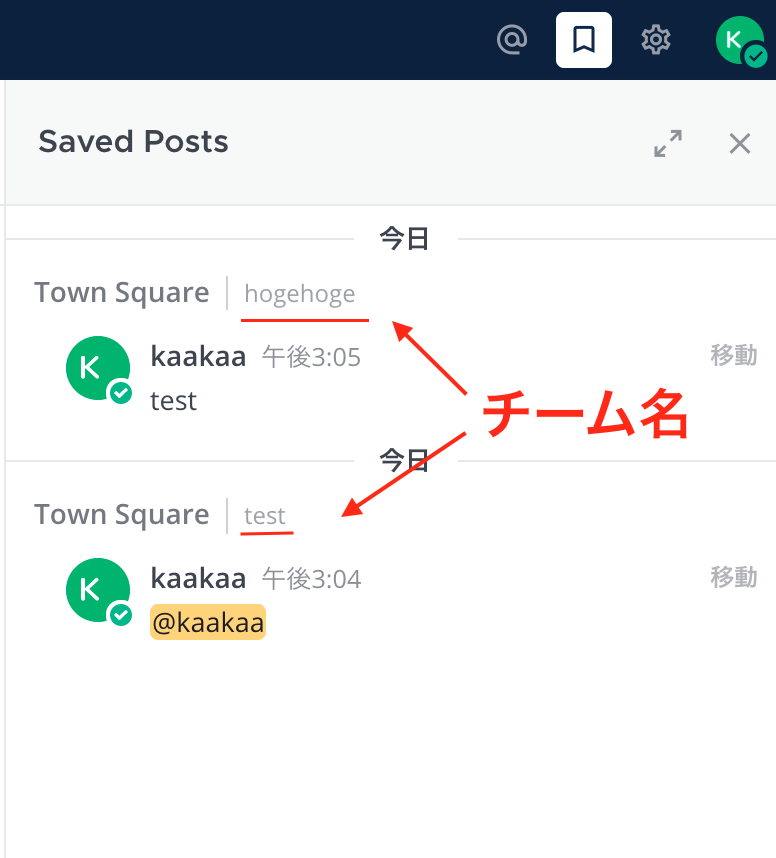 K
Saved Posts
今日
Town Square hogehoge
K kaakaa 午後3:05 移動
test
チーム名
今日
Town Square test
K kaakaa 午後3:04 移動
@kaakaa